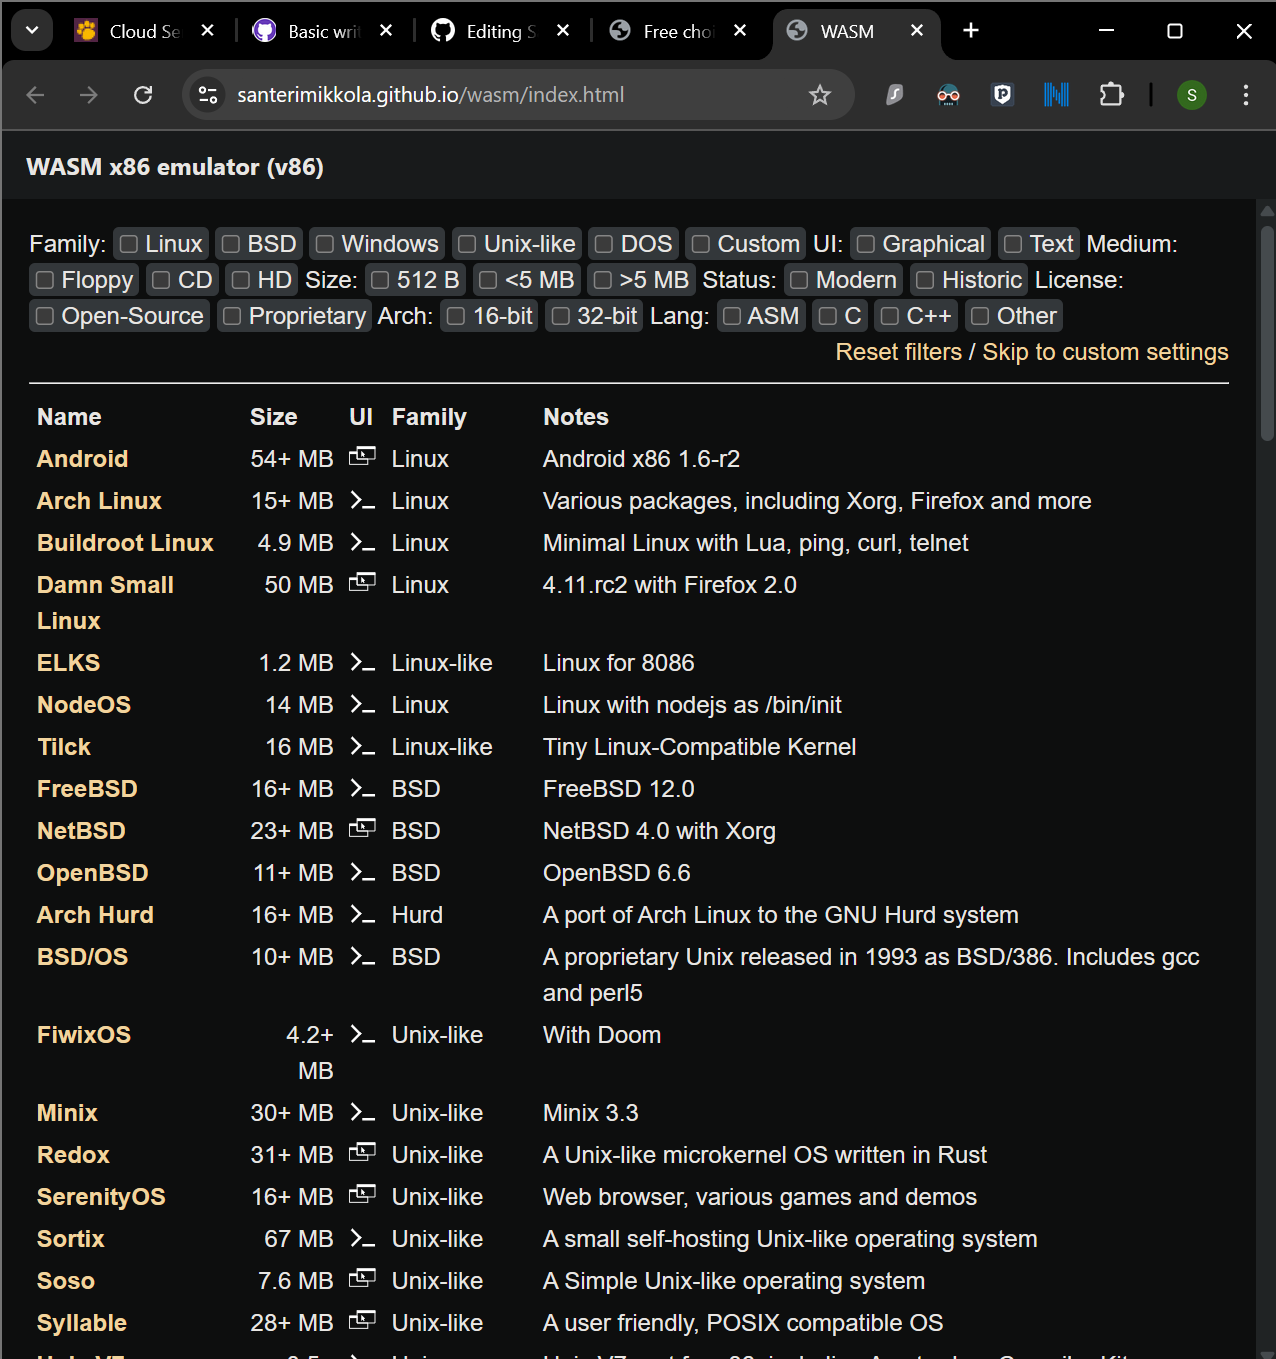 Cloud Se
Basic writ
Editing S
Free choi
WASM
santerimikkola.github.io/wasm/index.html
S
WASM x86 emulator (v86)
Family: Linux BSD Windows Unix-like DOS Custom UI: Graphical Text Medium:
Floppy CD HD Size: 512 B <5 MB >5 MB Status: Modern Historic License:
Open-Source Proprietary Arch: 16-bit 32-bit Lang: ASM C C++ Other
Reset filters / Skip to custom settings
Name Size UI Family Notes
Android 54+ MB Linux Android x86 1.6-r2
Arch Linux 15+ MB Linux Various packages, including Xorg, Firefox and more
Buildroot Linux 4.9 MB Linux Minimal Linux with Lua, ping, curl, telnet
Damn Small 50 MB Linux 4.11.rc2 with Firefox 2.0
Linux
ELKS 1.2 MB Linux-like Linux for 8086
NodeOS 14 MB Linux Linux with nodejs as /bin/init
Tilck 16 MB Linux-like Tiny Linux-Compatible Kernel
FreeBSD 16+ MB BSD FreeBSD 12.0
NetBSD 23+ MB BSD NetBSD 4.0 with Xorg
OpenBSD 11+ MB BSD OpenBSD 6.6
Arch Hurd 16+ MB Hurd A port of Arch Linux to the GNU Hurd system
BSD/OS 10+ MB BSD A proprietary Unix released in 1993 as BSD/386. Includes gcc
and perl5
FiwixOS 4.2+ Unix-like With Doom
MB
Minix 30+ MB Unix-like Minix 3.3
Redox 31+ MB Unix-like A Unix-like microkernel OS written in Rust
SerenityOS 16+ MB Unix-like Web browser, various games and demos
Sortix 67 MB Unix-like A small self-hosting Unix-like operating system
Soso 7.6 MB Unix-like A Simple Unix-like operating system
Syllable 28+ MB Unix-like A user friendly, POSIX compatible OS